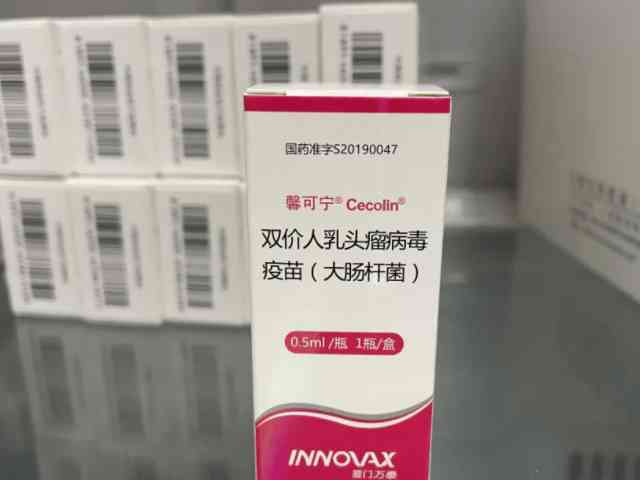 国药准字S20190047
馨可宁® Cecolin®
双价人乳头瘤病毒
疫苗（大肠杆菌）
0.5ml /瓶 1瓶/盒
INNOVAX
厦门万泰